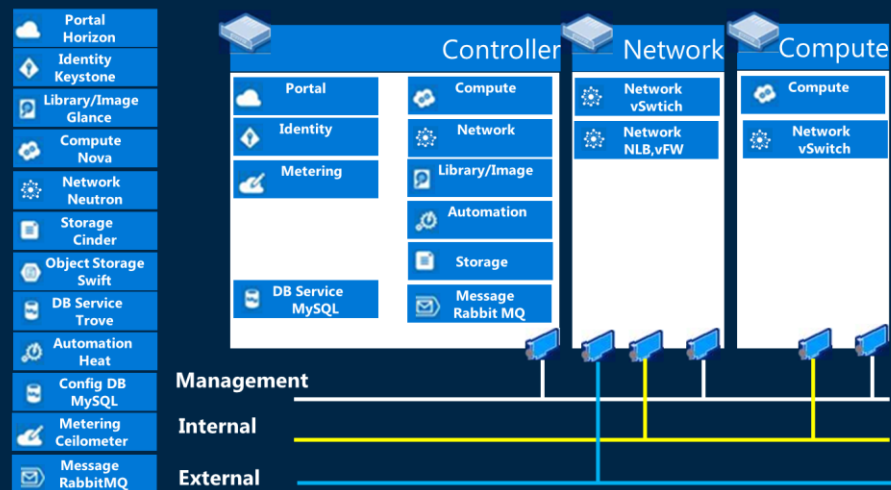 Portal
Horizon
Identity
Keystone
Library/Image
Glance
Compute
Nova
Network
Neutron
Storage
Cinder
Object Storage
Swift
DB Service
Trove
Automation
Heat
Config DB
MySQL
Metering
Ceilometer
Message
RabbitMQ
Controller
Portal
Identity
Metering
DB Service
MySQL
Compute
Network
Library/Image
Automation
Storage
Message
Rabbit MQ
Network
Network
vSwtich
Network
NLB,vFW
Compute
Compute
Network
vSwitch
Management
Internal
External